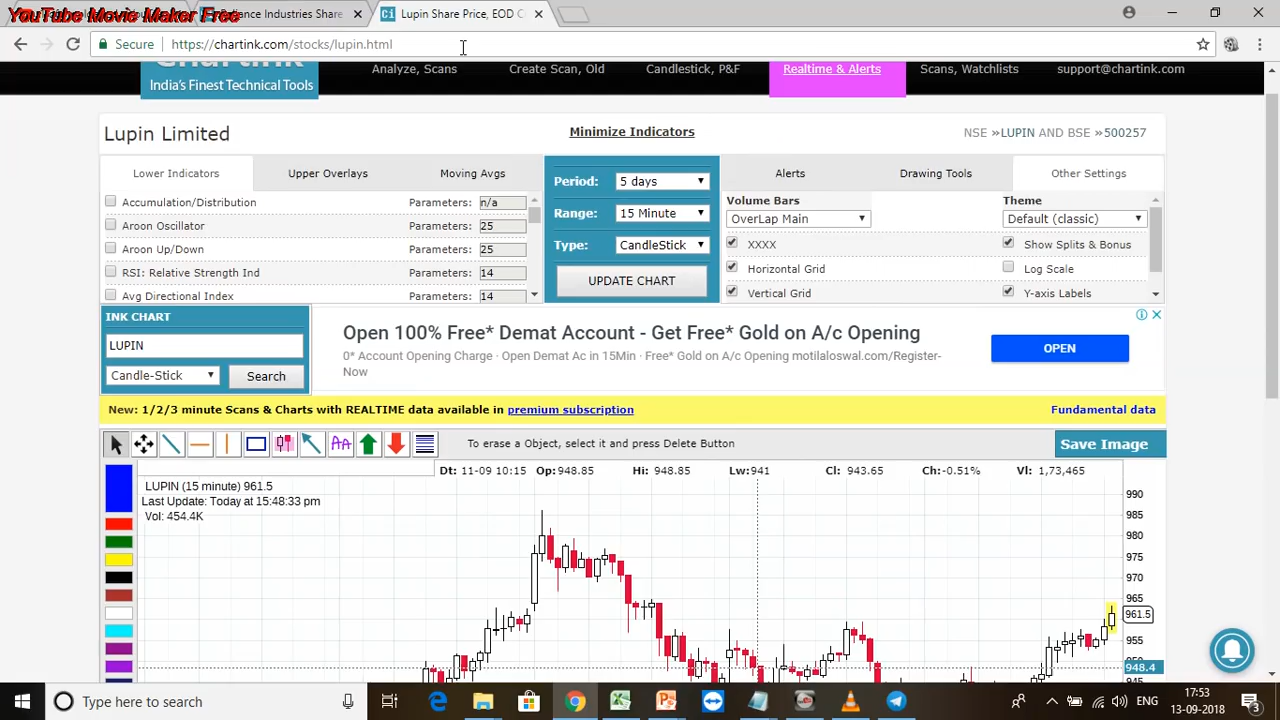 YouTube Movie Maker Free
Reliance Industries Share
Lupin Share Price, EOD C
Secure
https://chartink.com/stocks/lupin.html
India's Finest Technical Tools
Analyze, Scans
Create Scan, Old
Candlestick, P&F
Realtime & Alerts
Scans, Watchlists
support@chartink.com
Lupin Limited
Minimize Indicators
NSE »LUPIN AND BSE »500257
Lower Indicators
Upper Overlays
Moving Avgs
Alerts
Drawing Tools
Other Settings
Accumulation/Distribution Parameters: n/a
Aroon Oscillator Parameters: 25
Aroon Up/Down Parameters: 25
RSI: Relative Strength Ind Parameters: 14
Avg Directional Index Parameters: 14
Period: 5 days
Range: 15 Minute
Type: CandleStick
UPDATE CHART
Volume Bars
OverLap Main
XXXX
Horizontal Grid
Vertical Grid
Theme
Default (classic)
Show Splits & Bonus
Log Scale
Y-axis Labels
INK CHART
LUPIN
Candle-Stick
Search
Open 100% Free* Demat Account - Get Free* Gold on A/c Opening
0* Account Opening Charge · Open Demat Ac in 15Min · Free* Gold on A/c Opening motilaloswal.com/Register-
Now
OPEN
New: 1/2/3 minute Scans & Charts with REALTIME data available in premium subscription
Fundamental data
To erase a Object, select it and press Delete Button
Save Image
Dt: 11-09 10:15 Op: 948.85 Hi: 948.85 Lw: 941 Cl: 943.65 Ch:-0.51% Vl: 1,73,465
LUPIN (15 minute) 961.5
Last Update: Today at 15:48:33 pm
Vol: 454.4K
990
985
980
975
970
965
961.5
955
948.4
945
Type here to search
ENG
17:53
13-09-2018
3